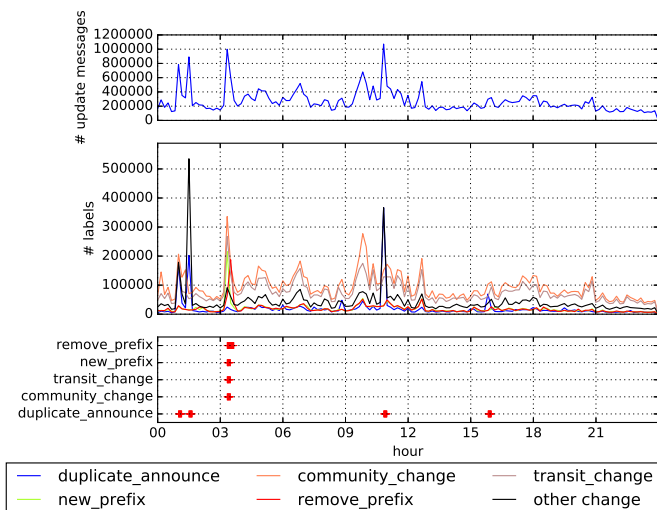 1200000
1000000
800000
600000
400000
200000
0
# update messages
500000
400000
300000
200000
100000
0
# labels
remove_prefix
new_prefix
transit_change
community_change
duplicate_announce
00 03 06 09 12 15 18 21
hour
duplicate_announce community_change transit_change
new_prefix remove_prefix other change